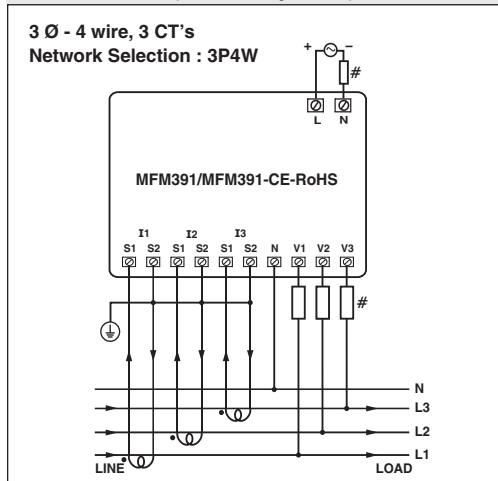 3 Ø - 4 wire, 3 CT's
Network Selection : 3P4W
+ ~ −
#
L N
MFM391/MFM391-CE-RoHS
I1 I2 I3
S1 S2 S1 S2 S1 S2 N V1 V2 V3
#
N
L3
L2
L1
LINE LOAD